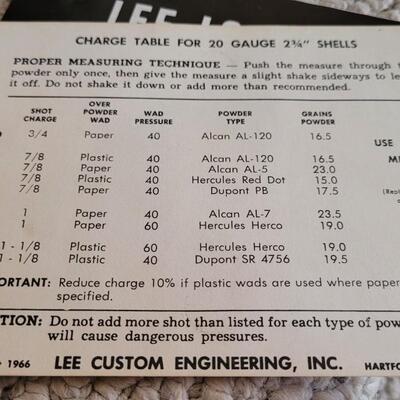 LEE LO
CHARGE TABLE FOR 20 GAUGE 2¾" SHELLS
PROPER MEASURING TECHNIQUE — Push the measure through t
powder only once, then give the measure a slight shake sideways to le
it off. Do not shake it down or add more than recommended.
SHOT CHARGE OVER POWDER WAD WAD PRESSURE POWDER TYPE GRAINS POWDER
3/4 Paper 40 Alcan AL-120 16.5
USE
7/8 Plastic 40 Alcan AL-120 16.5
7/8 Plastic 40 Alcan AL-5 23.0
7/8 Paper 40 Hercules Red Dot 15.0
7/8 Paper 40 Dupont PB 17.5
(Repl
1 Paper 40 Alcan AL-7 23.5
1 Paper 60 Hercules Herco 19.0
1 - 1/8 Plastic 60 Hercules Herco 19.0
1 - 1/8 Plastic 40 Dupont SR 4756 19.5
PORTANT: Reduce charge 10% if plastic wads are used where paper
specified.
TION: Do not add more shot than listed for each type of pow
will cause dangerous pressures.
1966 LEE CUSTOM ENGINEERING, INC. HARTFO